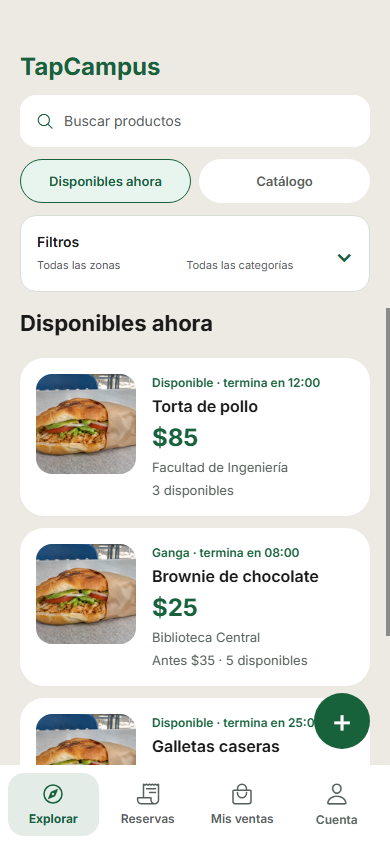 TapCampus
Buscar productos
Disponibles ahora
Catálogo
Filtros
Todas las zonas
Todas las categorías
Disponibles ahora
Disponible · termina en 12:00
Torta de pollo
$85
Facultad de Ingeniería
3 disponibles
Ganga · termina en 08:00
Brownie de chocolate
$25
Biblioteca Central
Antes $35 · 5 disponibles
Disponible · termina en 25:0
Galletas caseras
+
Explorar
Reservas
Mis ventas
Cuenta